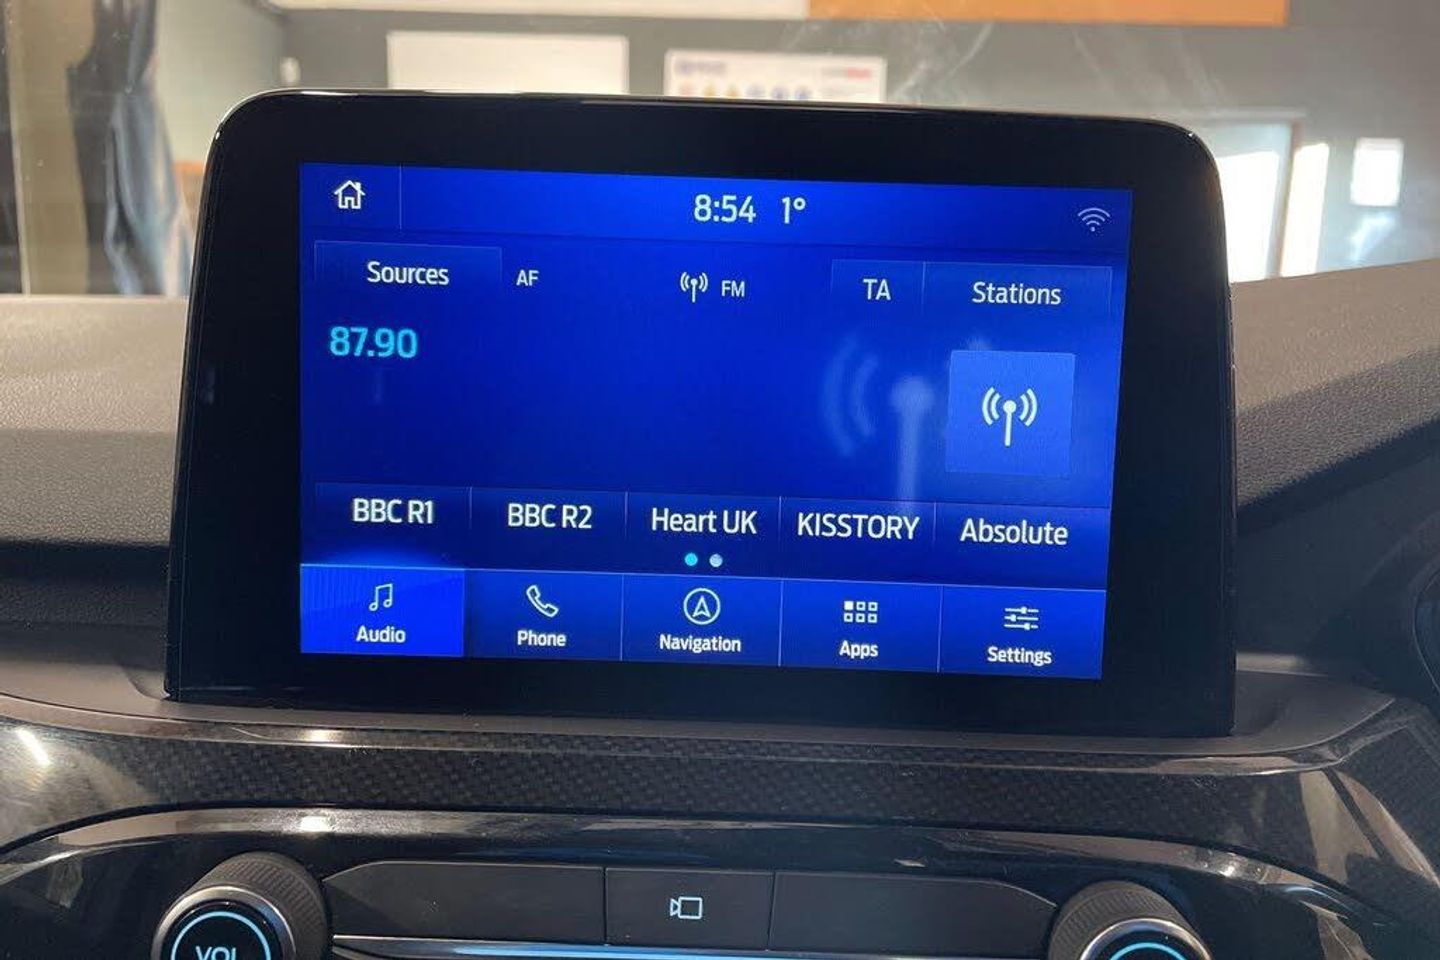 8:54 1°
Sources AF FM TA Stations
87.90
BBC R1 BBC R2 Heart UK KISSTORY Absolute
Audio Phone Navigation Apps Settings
VOL